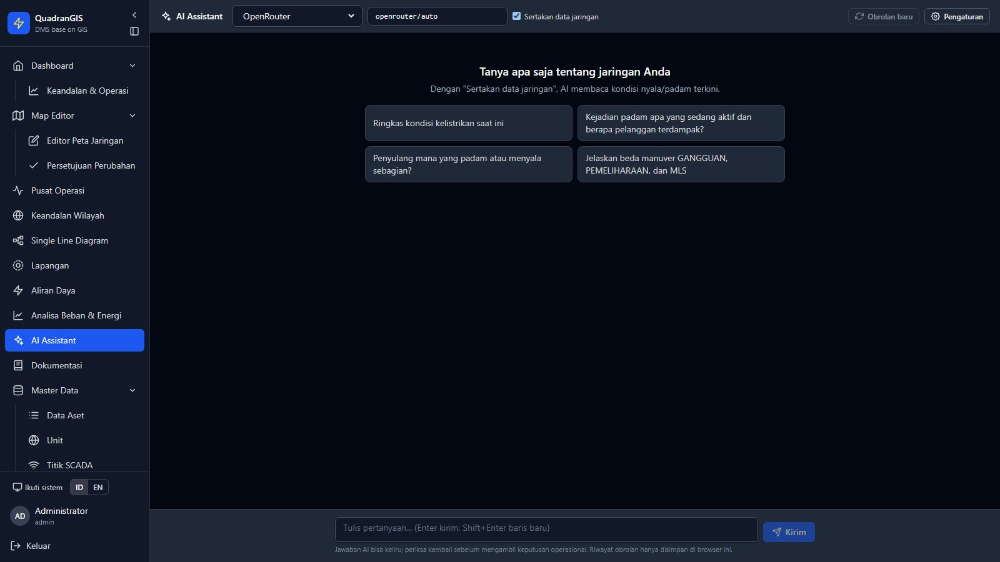 QuadranGIS
DMS base on GIS
Dashboard
Keandalan & Operasi
Map Editor
Editor Peta Jaringan
Persetujuan Perubahan
Pusat Operasi
Keandalan Wilayah
Single Line Diagram
Lapangan
Aliran Daya
Analisa Beban & Energi
AI Assistant
Dokumentasi
Master Data
Data Aset
Unit
Titik SCADA
Ikuti sistem ID EN
AD
Administrator
admin
Keluar
AI Assistant OpenRouter openrouter/auto Sertakan data jaringan Obrolan baru Pengaturan
Tanya apa saja tentang jaringan Anda
Dengan "Sertakan data jaringan", AI membaca kondisi nyala/padam terkini.
Ringkas kondisi kelistrikan saat ini
Kejadian padam apa yang sedang aktif dan
berapa pelanggan terdampak?
Penyulang mana yang padam atau menyala
sebagian?
Jelaskan beda manuver GANGGUAN,
PEMELIHARAAN, dan MLS
Tulis pertanyaan... (Enter kirim, Shift+Enter baris baru)
Kirim
Jawaban AI bisa keliru; periksa kembali sebelum mengambil keputusan operasional. Riwayat obrolan hanya disimpan di browser ini.